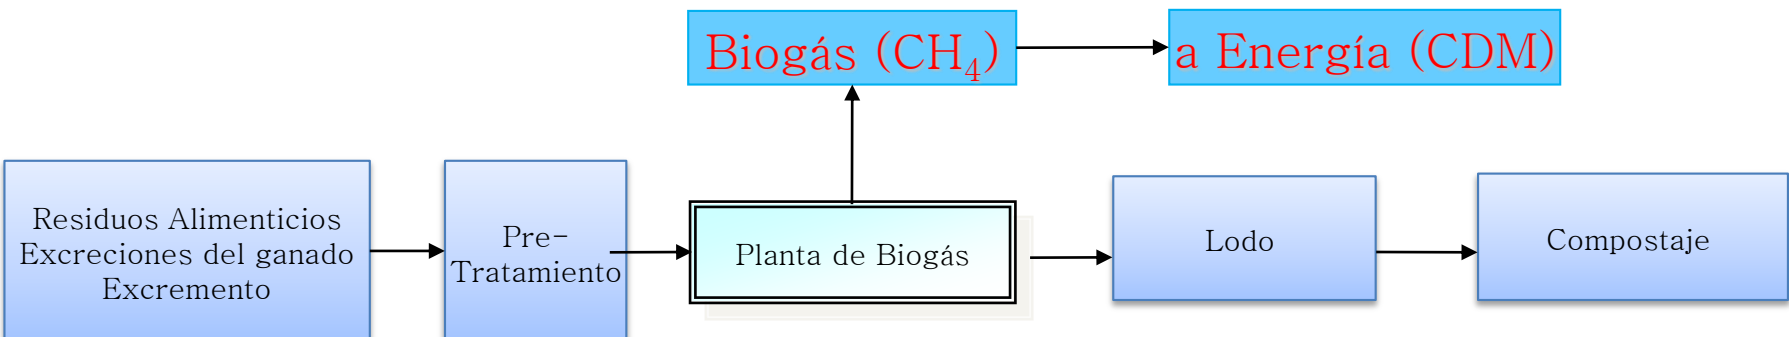 Biogás (CH₄)
a Energía (CDM)
Residuos Alimenticios
Excreciones del ganado
Excremento
Pre-
Tratamiento
Planta de Biogás
Lodo
Compostaje